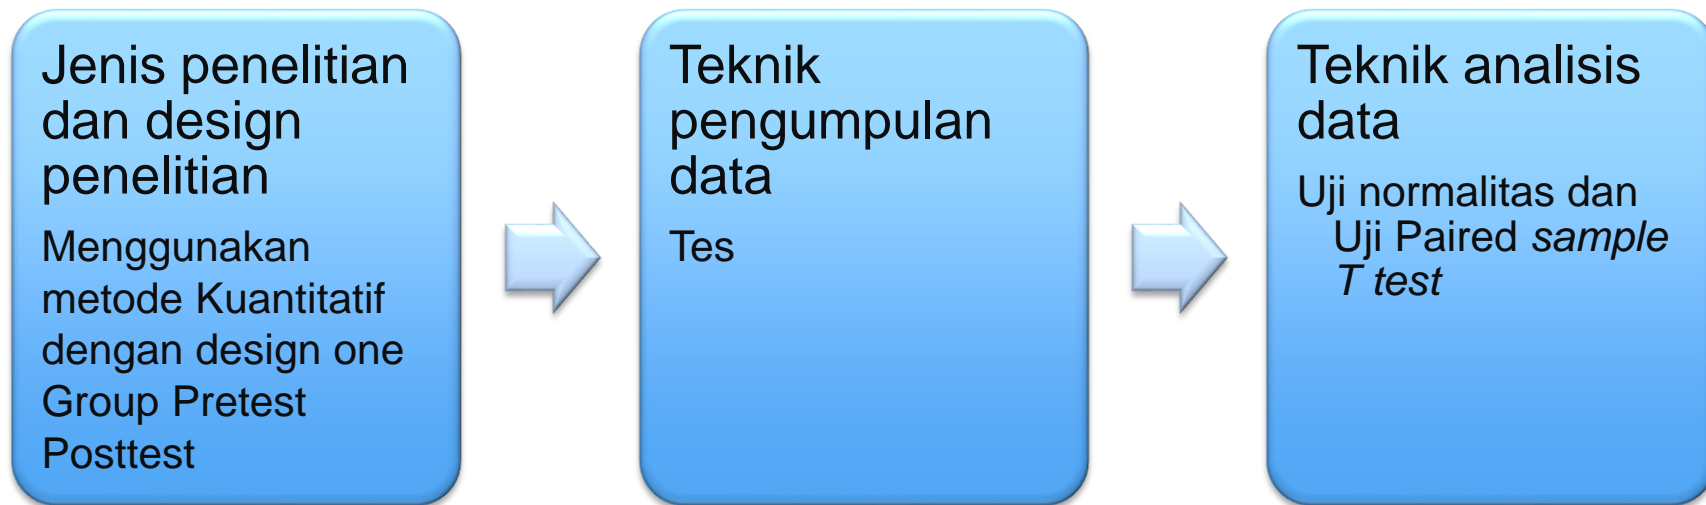 Jenis penelitian
dan design
penelitian
Menggunakan
metode Kuantitatif
dengan design one
Group Pretest
Posttest
Teknik
pengumpulan
data
Tes
Teknik analisis
data
Uji normalitas dan
Uji Paired sample
T test